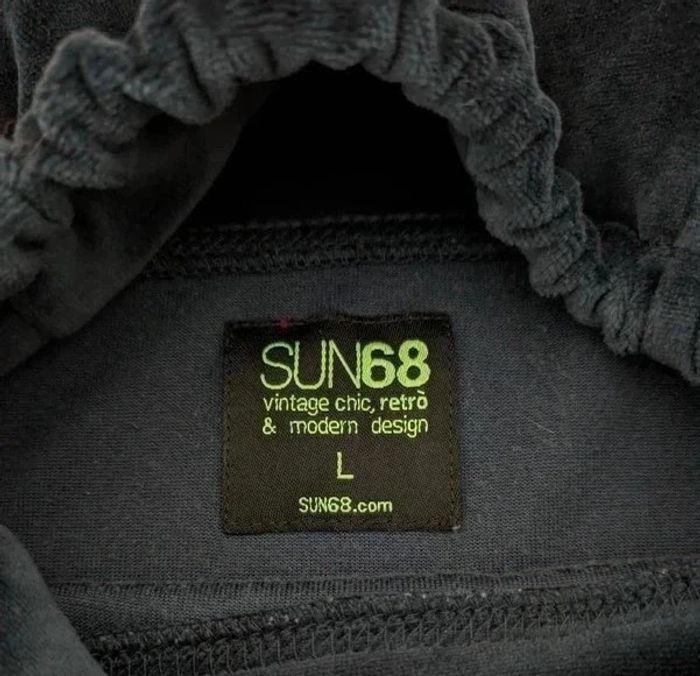 SUN68
vintage chic, retrò
& modern design
L
SUN68.com